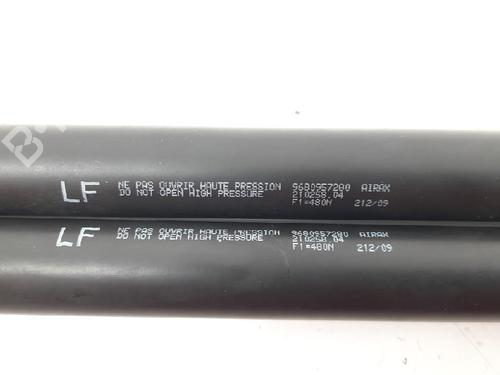 LF NE PAS OUVRIR HAUTE PRESSION 9680957280 AIRAX
DO NOT OPEN HIGH PRESSURE 210258.04
F1=480N 212/09
LF NE PAS OUVRIR HAUTE PRESSION 9680957280 AIRAX
DO NOT OPEN HIGH PRESSURE 210258.04
F1=480N 212/09